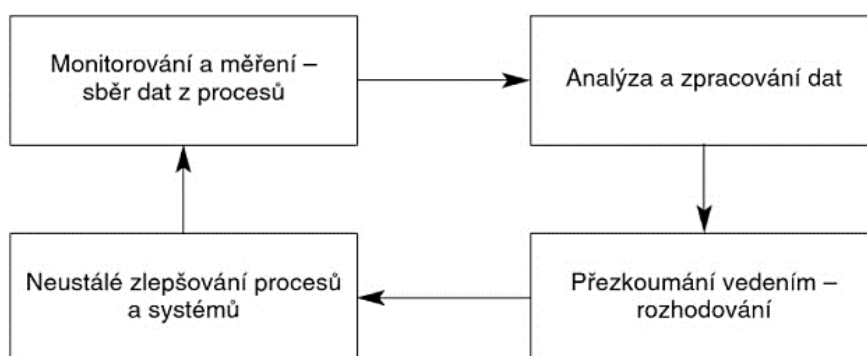 Monitorování a měření –
sběr dat z procesů
Analýza a zpracování dat
Neustálé zlepšování procesů
a systémů
Přezkoumání vedením –
rozhodování